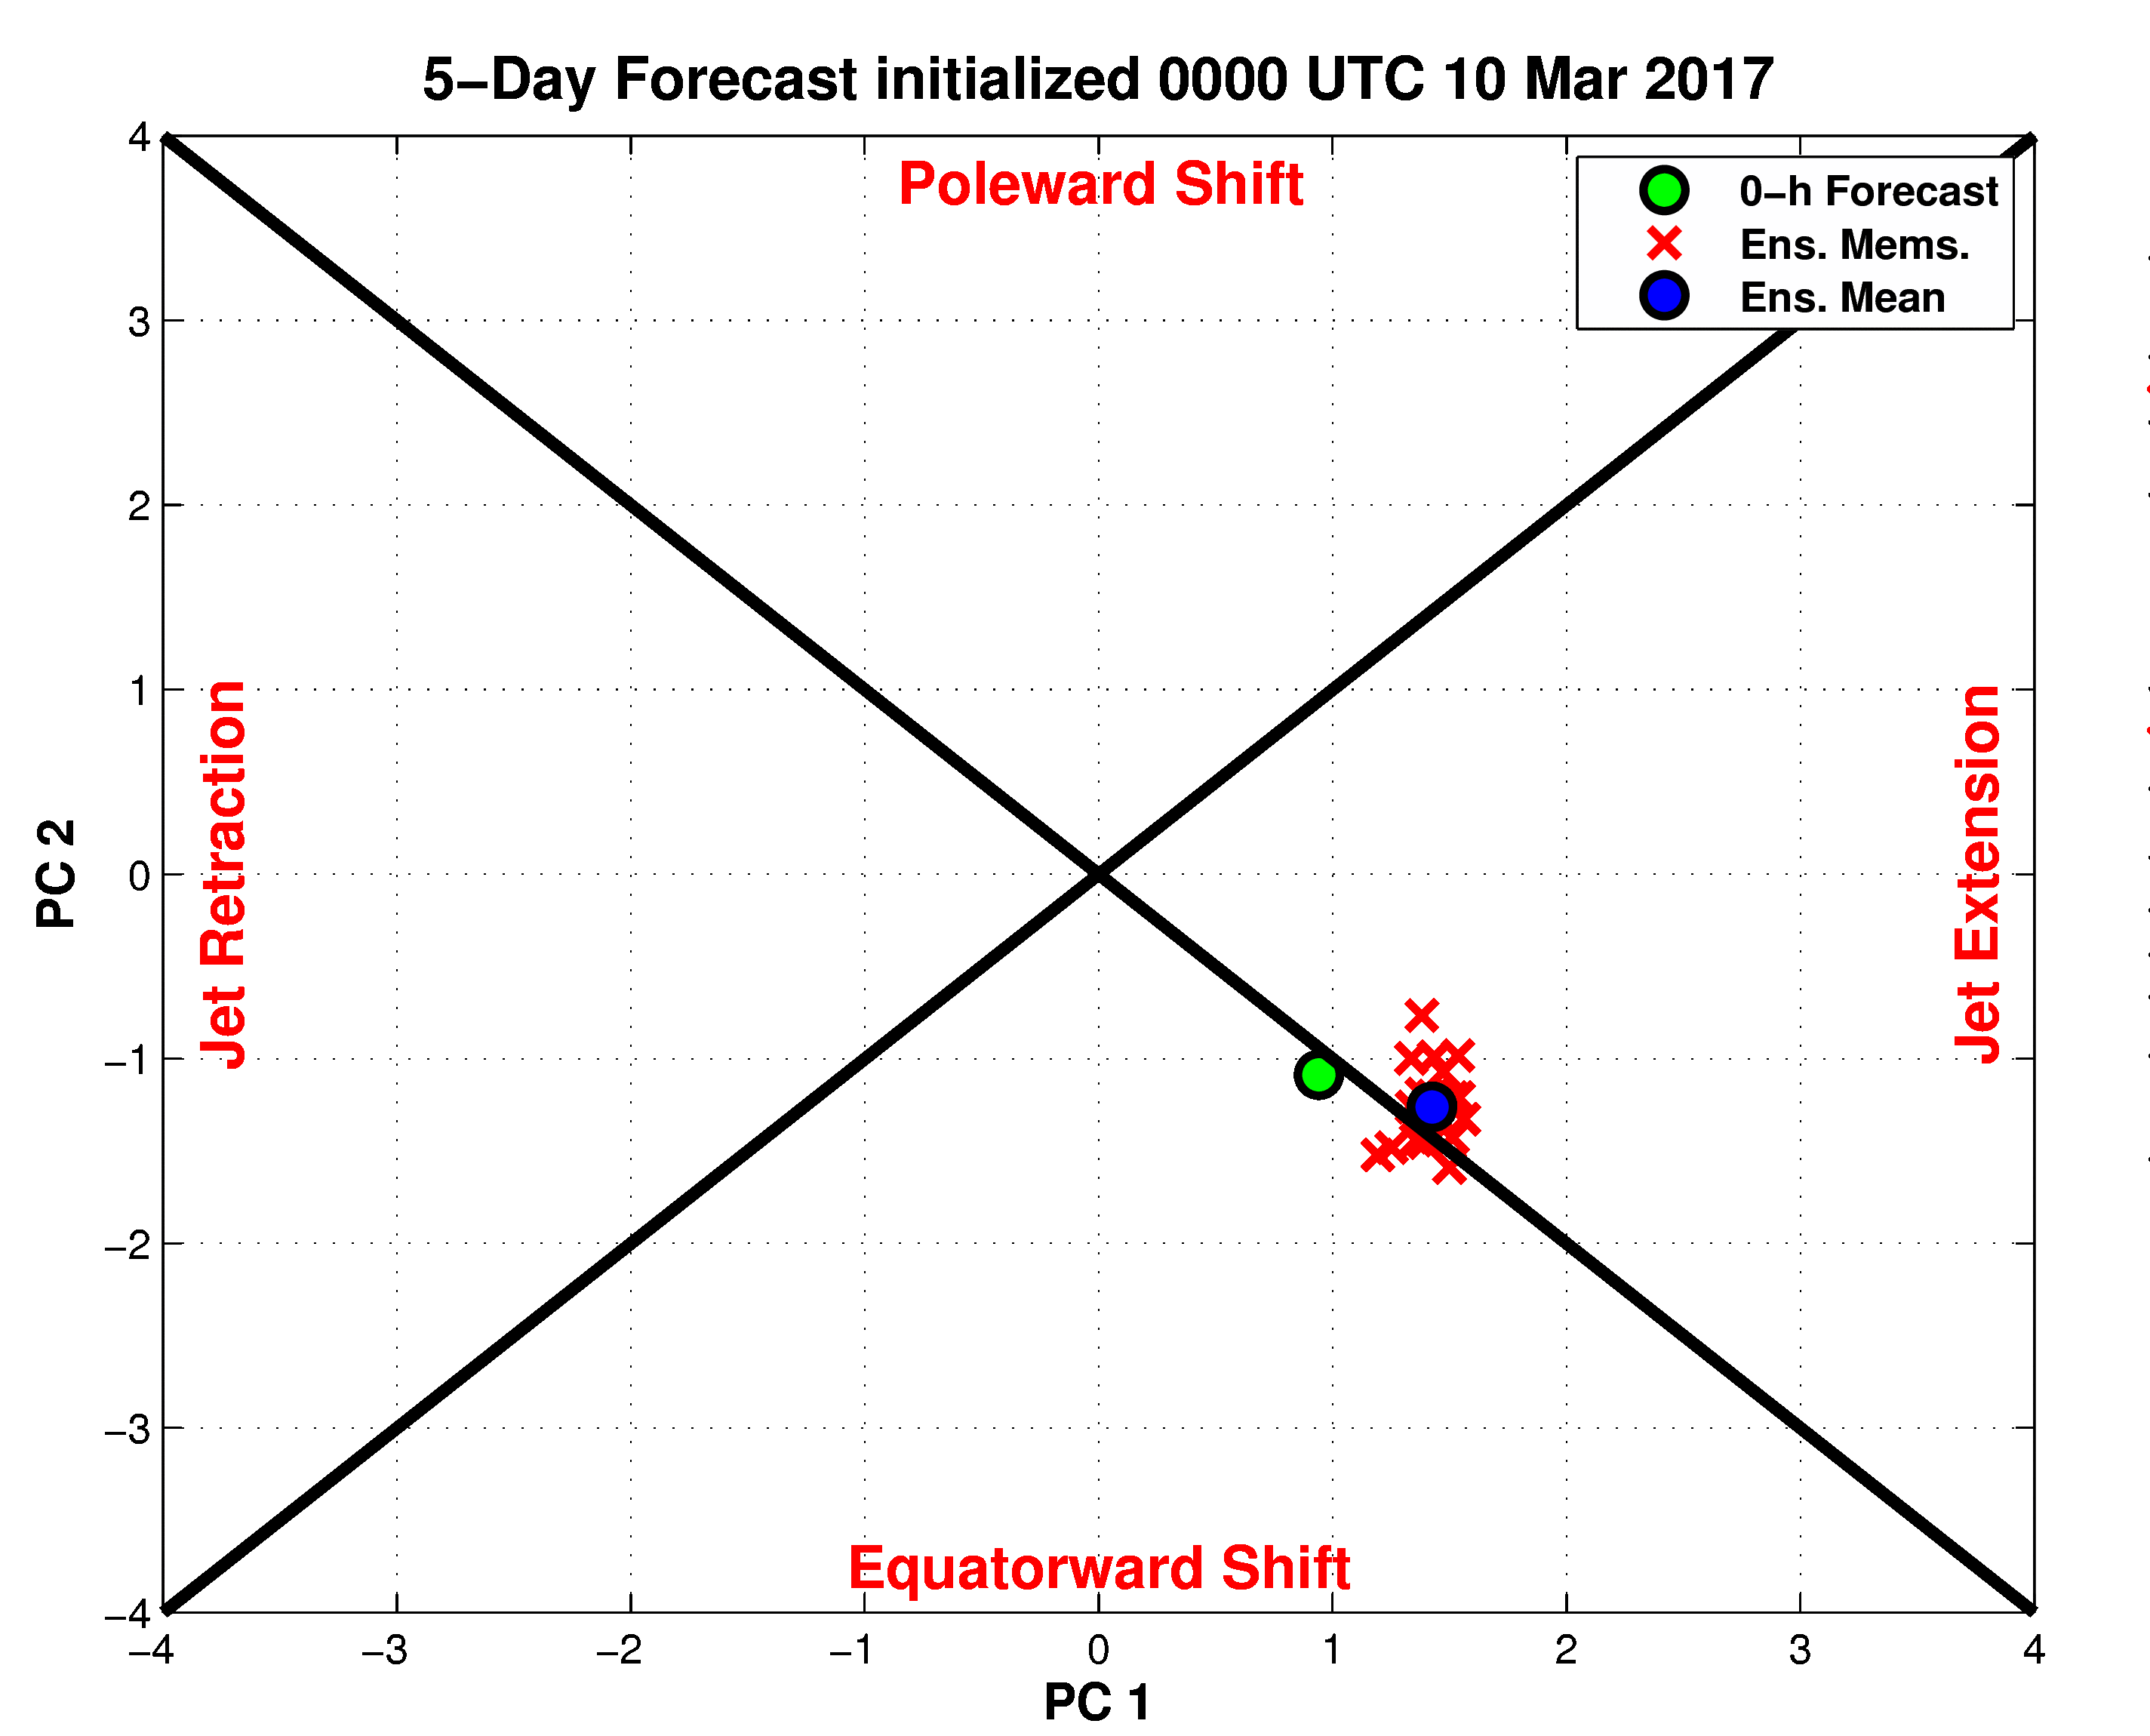 5−Day Forecast initialized 0000 UTC 10 Mar 2017
Poleward Shift
0−h Forecast
Ens. Mems.
Ens. Mean
Jet Retraction
Jet Extension
Equatorward Shift
PC 2
4
3
2
1
0
−1
−2
−3
−4
−4
−3
−2
−1
0
1
2
3
4
PC 1